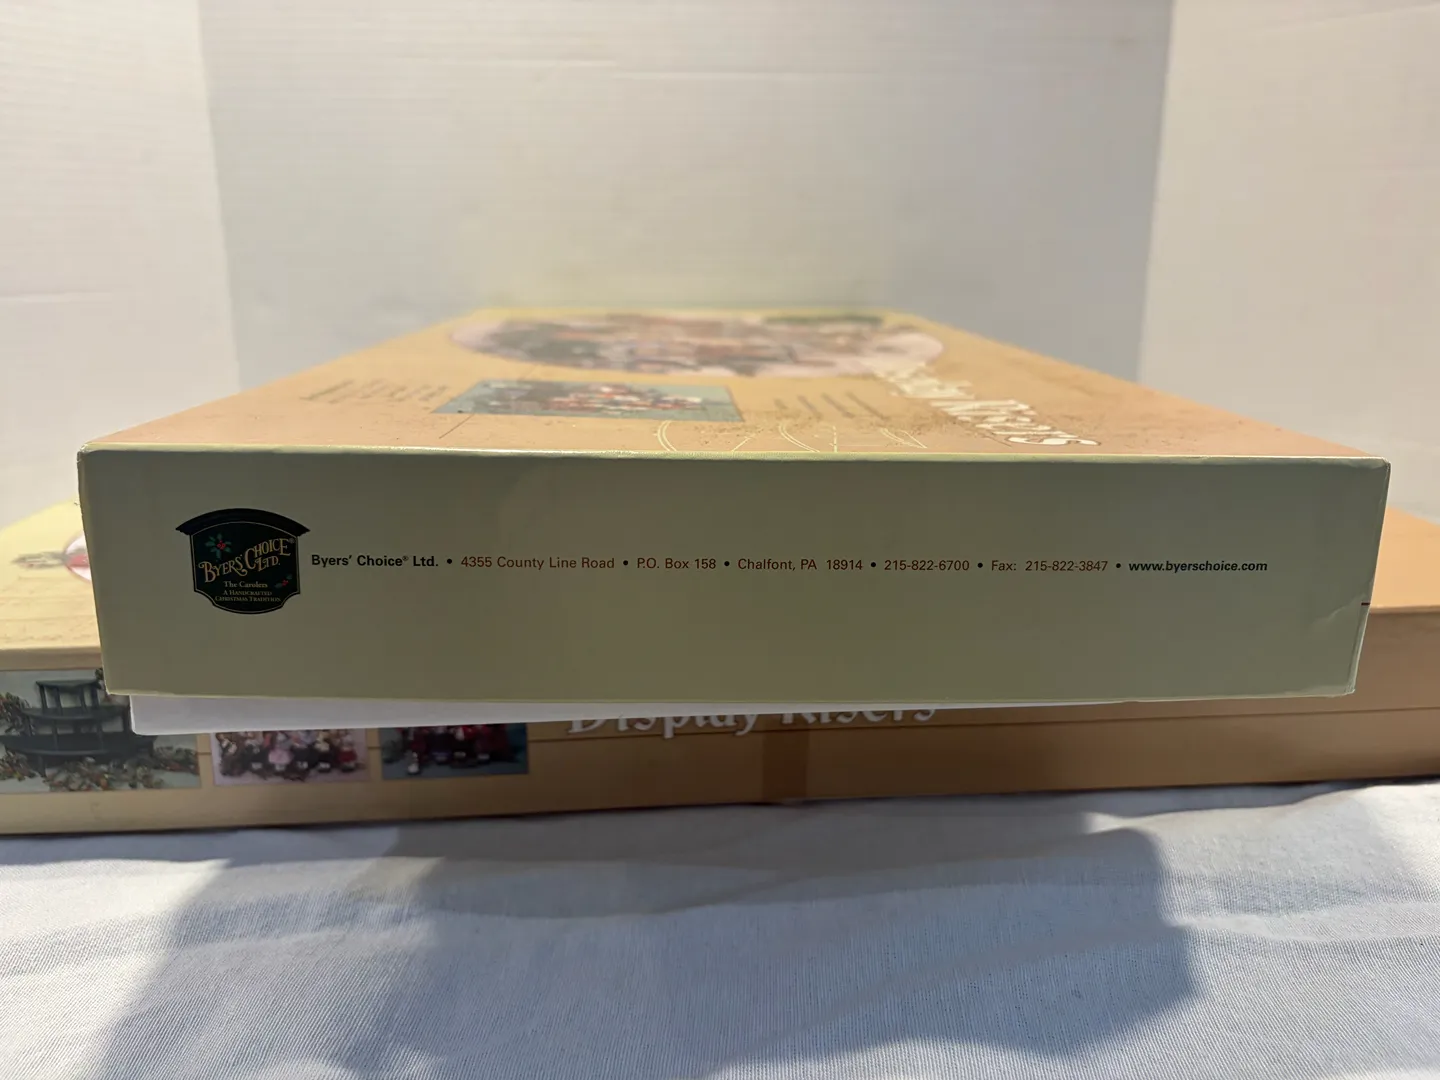 Risers
BYERS' CHOICE LTD.®
The Carolers
A HANDCRAFTED
CHRISTMAS TRADITION
Byers' Choice® Ltd. • 4355 County Line Road • P.O. Box 158 • Chalfont, PA 18914 • 215-822-6700 • Fax: 215-822-3847 • www.byerschoice.com
Display Risers